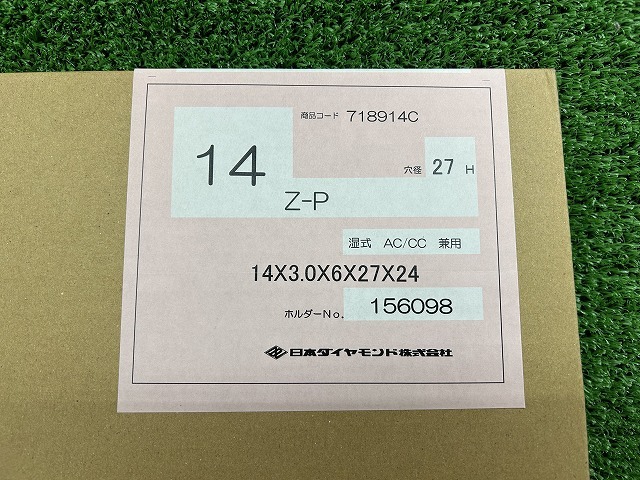 商品コード 718914C
14 穴径 27 H
Z-P
湿式 AC/CC 兼用
14X3.0X6X27X24
ホルダーNo. 156098
日本ダイヤモンド株式会社